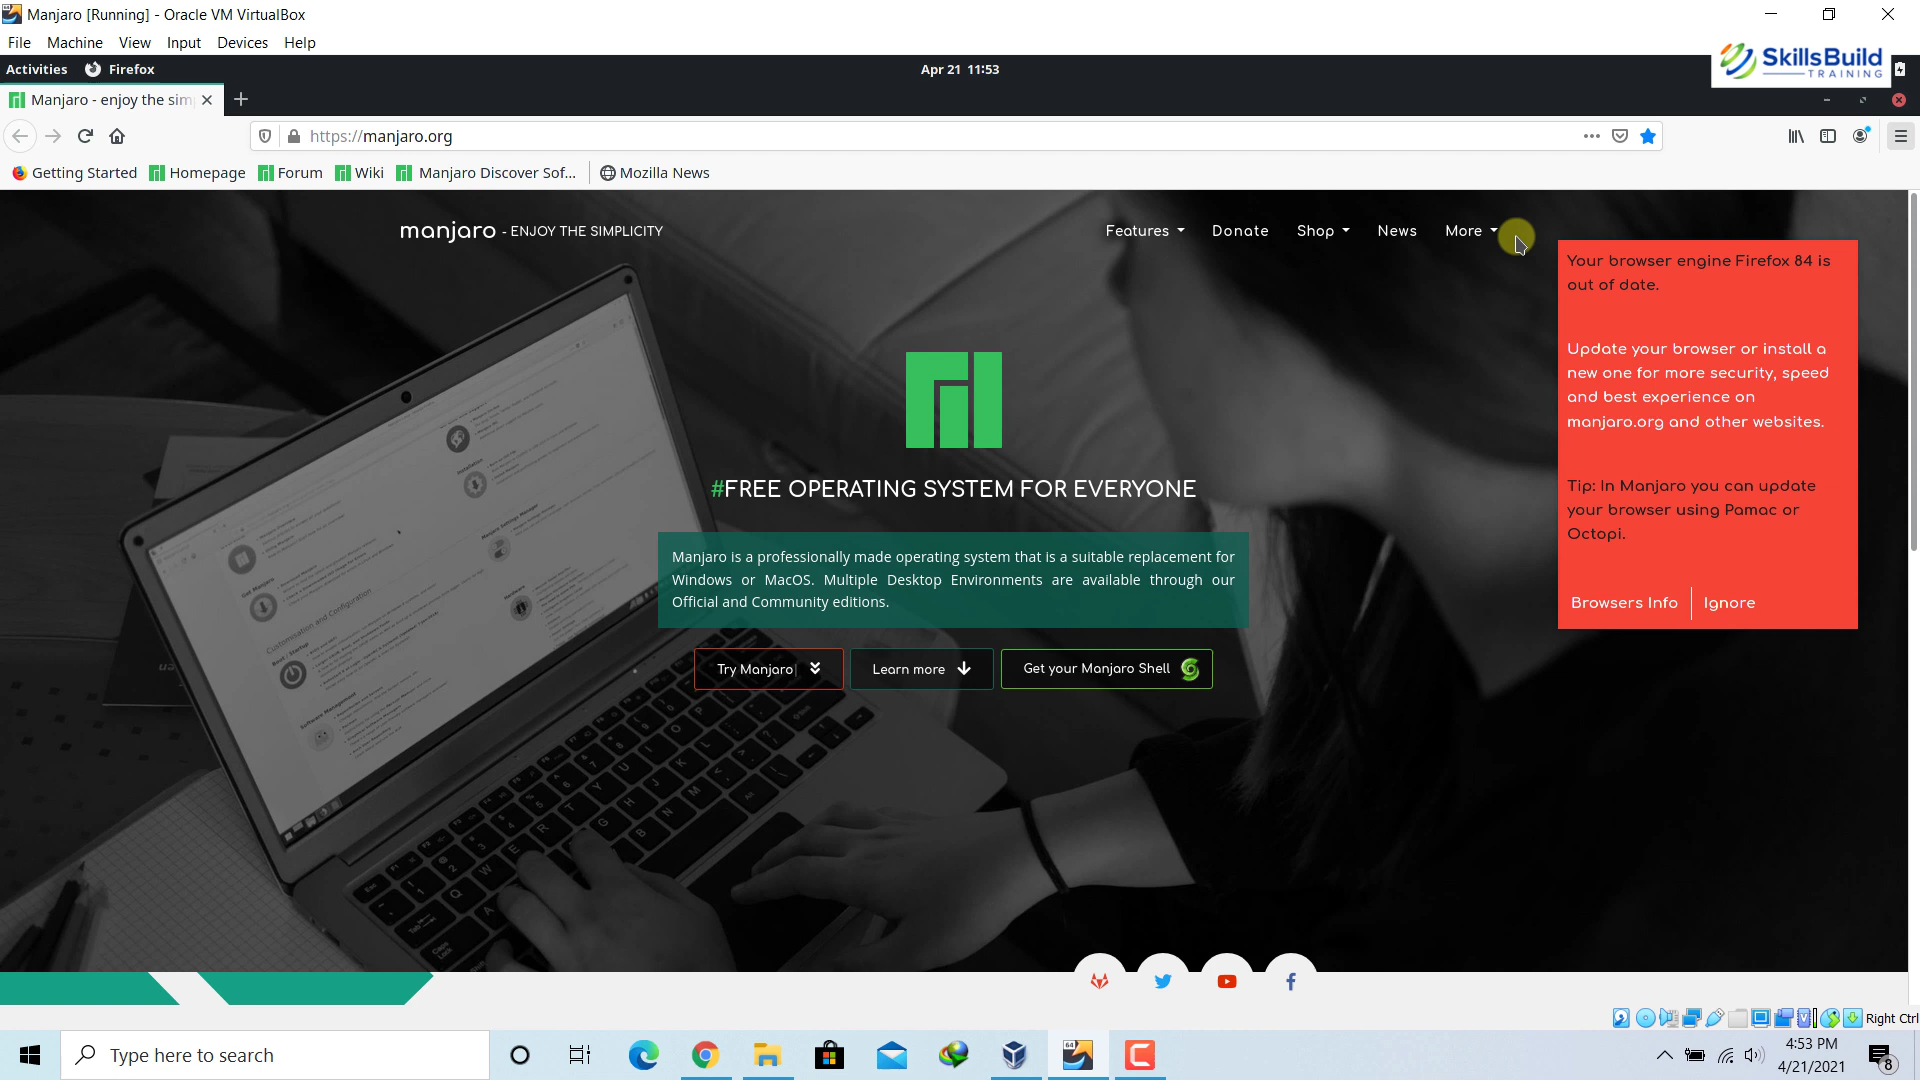 Manjaro [Running] - Oracle VM VirtualBox
File Machine View Input Devices Help
SkillsBuild
TRAINING
Activities Firefox Apr 21 11:53
Manjaro - enjoy the sim
https://manjaro.org
Getting Started Homepage Forum Wiki Manjaro Discover Sof... Mozilla News
manjaro - ENJOY THE SIMPLICITY Features Donate Shop News More
Your browser engine Firefox 84 is
out of date.
Update your browser or install a
new one for more security, speed
and best experience on
manjaro.org and other websites.
Tip: In Manjaro you can update
your browser using Pamac or
Octopi.
Browsers Info Ignore
#FREE OPERATING SYSTEM FOR EVERYONE
Manjaro is a professionally made operating system that is a suitable replacement for
Windows or MacOS. Multiple Desktop Environments are available through our
Official and Community editions.
Try Manjaro Learn more Get your Manjaro Shell
Right Ctrl
Type here to search
64
4:53 PM
4/21/2021
8